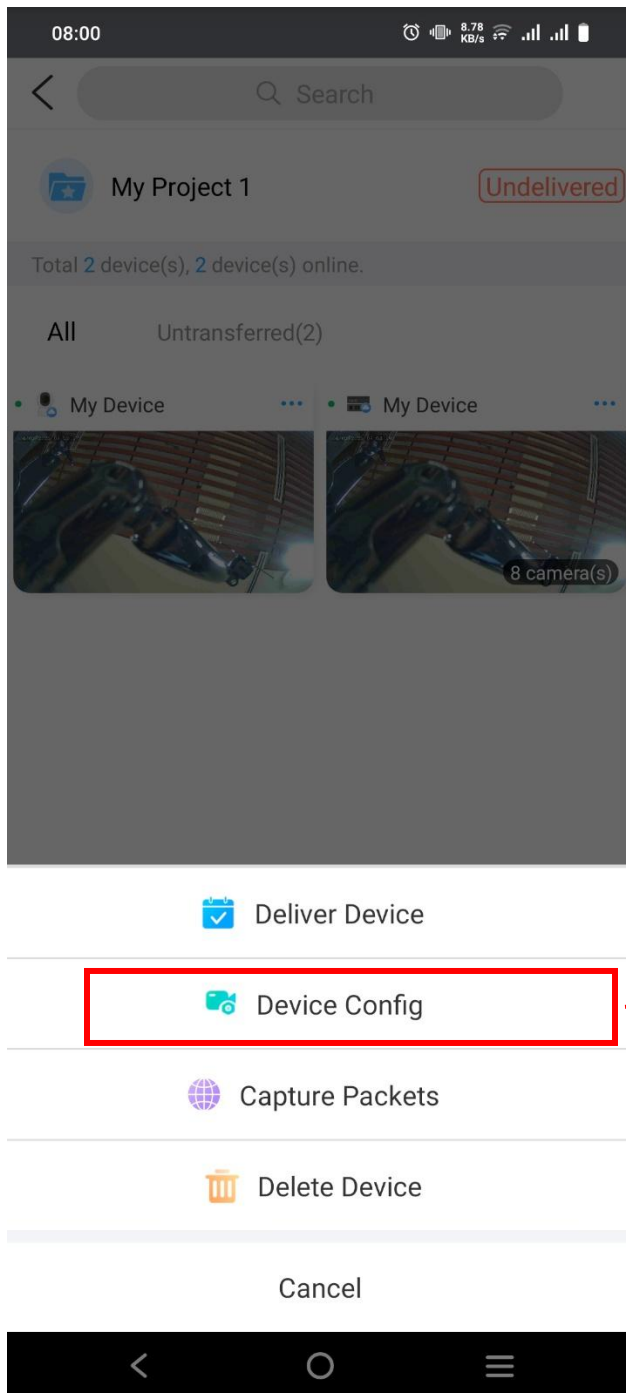 08:00
8.78
KB/s
Search
My Project 1
Undelivered
Total 2 device(s), 2 device(s) online.
All
Untransferred(2)
My Device
My Device
8 camera(s)
Deliver Device
Device Config
Capture Packets
Delete Device
Cancel